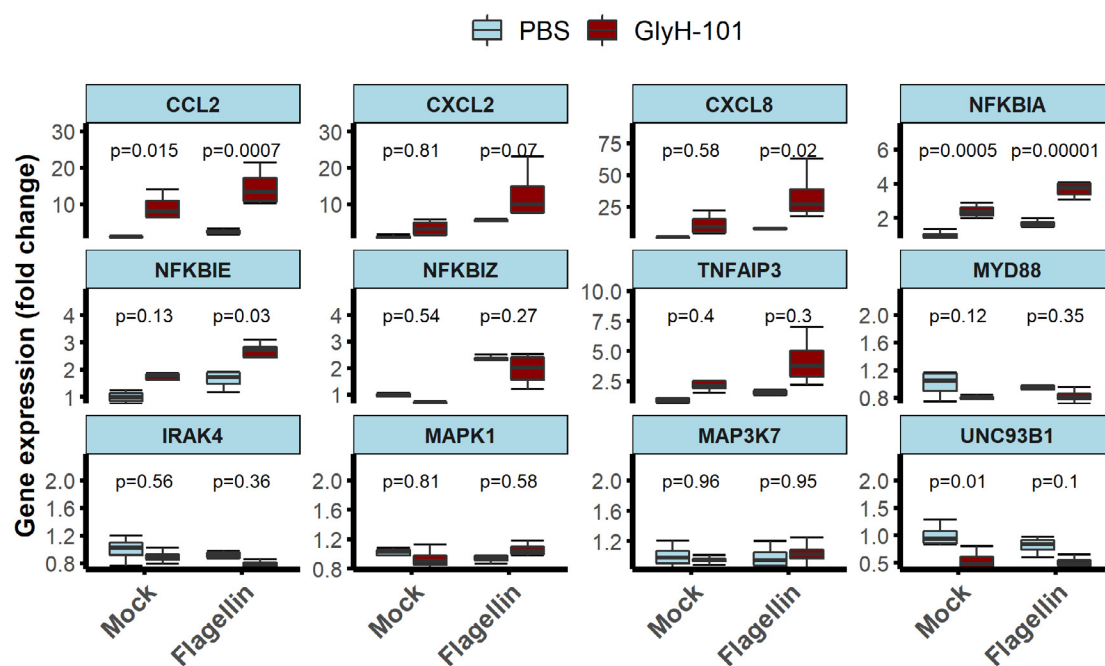 PBS GlyH-101
Gene expression (fold change)
CCL2 CXCL2 CXCL8 NFKBIA
30 30 75 6
20 20 50 4
10 10 25 2
p=0.015 p=0.0007 p=0.81 p=0.07 p=0.58 p=0.02 p=0.0005 p=0.00001
NFKBIE NFKBIZ TNFAIP3 MYD88
4 4 10.0 2.0
3 3 7.5 1.6
2 2 5.0 1.2
1 1 2.5 0.8
p=0.13 p=0.03 p=0.54 p=0.27 p=0.4 p=0.3 p=0.12 p=0.35
IRAK4 MAPK1 MAP3K7 UNC93B1
2.0 2.0 2.0 2.0
1.6 1.6 1.6 1.5
1.2 1.2 1.2 1.0
0.8 0.8 0.5
p=0.56 p=0.36 p=0.81 p=0.58 p=0.96 p=0.95 p=0.01 p=0.1
Mock Flagellin Mock Flagellin Mock Flagellin Mock Flagellin